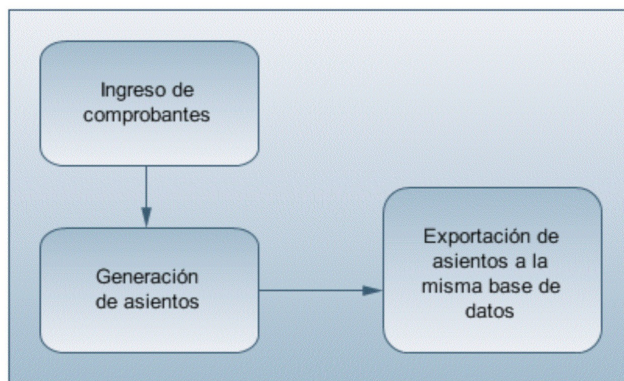 Ingreso de
comprobantes
Generación
de asientos
Exportación de
asientos a la
misma base de
datos